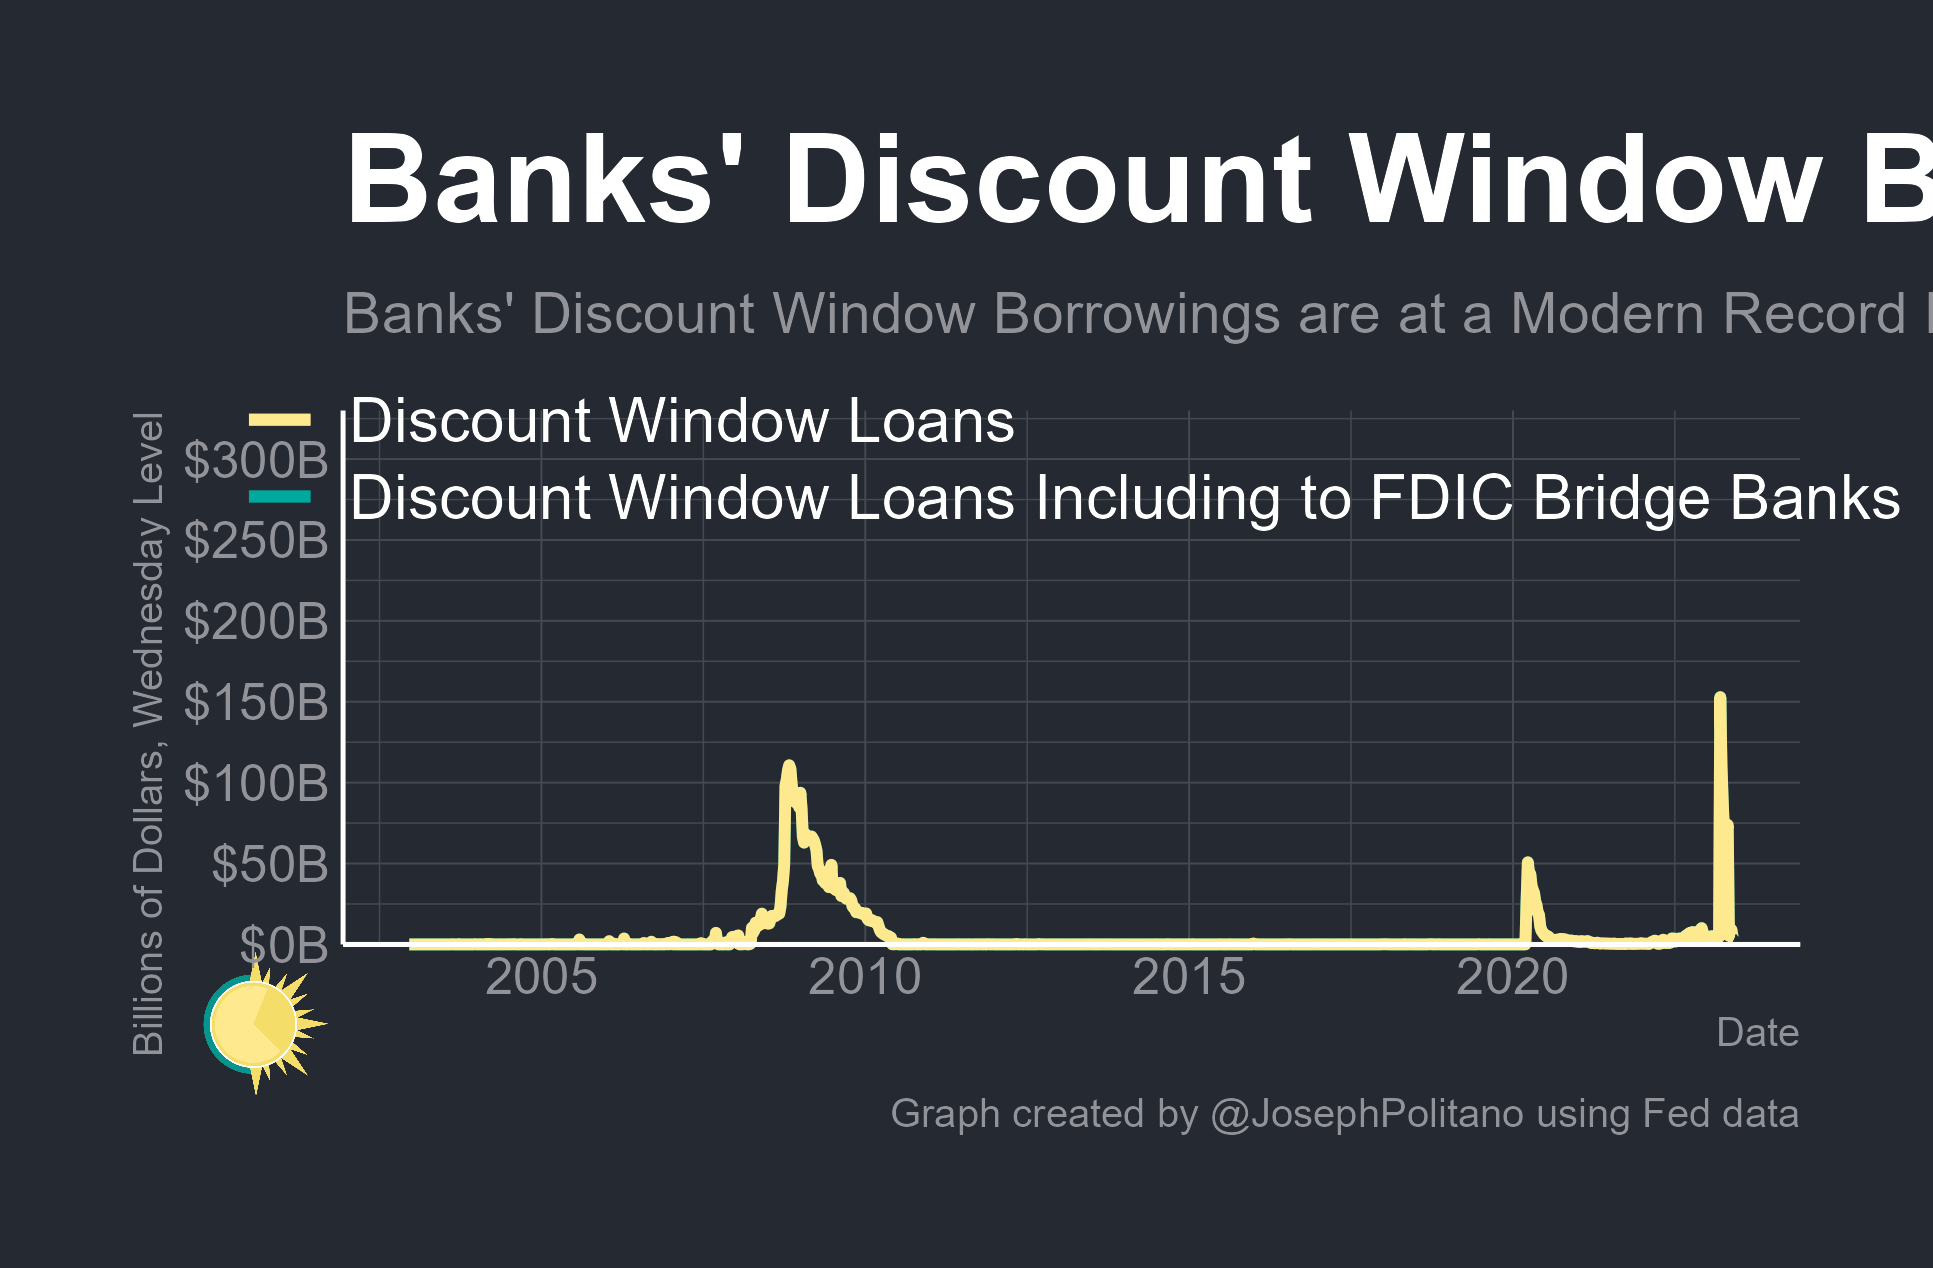 Banks' Discount Window B
Banks' Discount Window Borrowings are at a Modern Record
Discount Window Loans
Discount Window Loans Including to FDIC Bridge Banks
Billions of Dollars, Wednesday Level
$300B
$250B
$200B
$150B
$100B
$50B
$0B
2005 2010 2015 2020
Date
Graph created by @JosephPolitano using Fed data